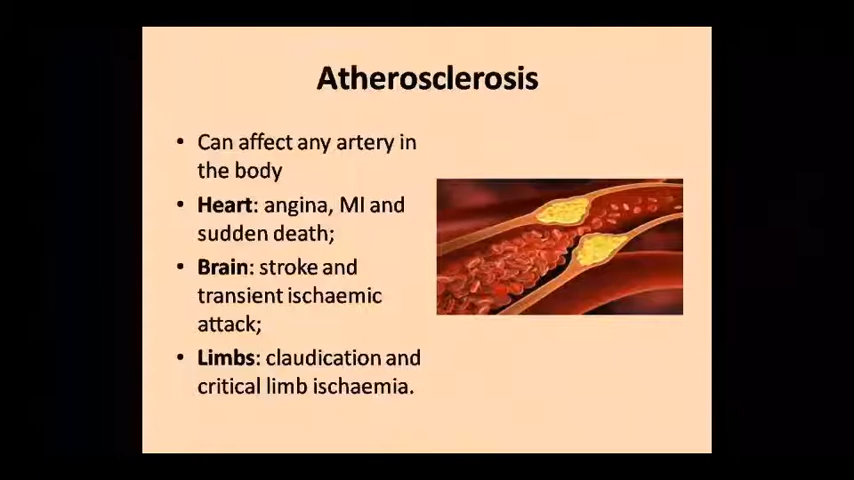 Atherosclerosis
• Can affect any artery in
the body
• Heart: angina, MI and
sudden death;
• Brain: stroke and
transient ischaemic
attack;
• Limbs: claudication and
critical limb ischaemia.